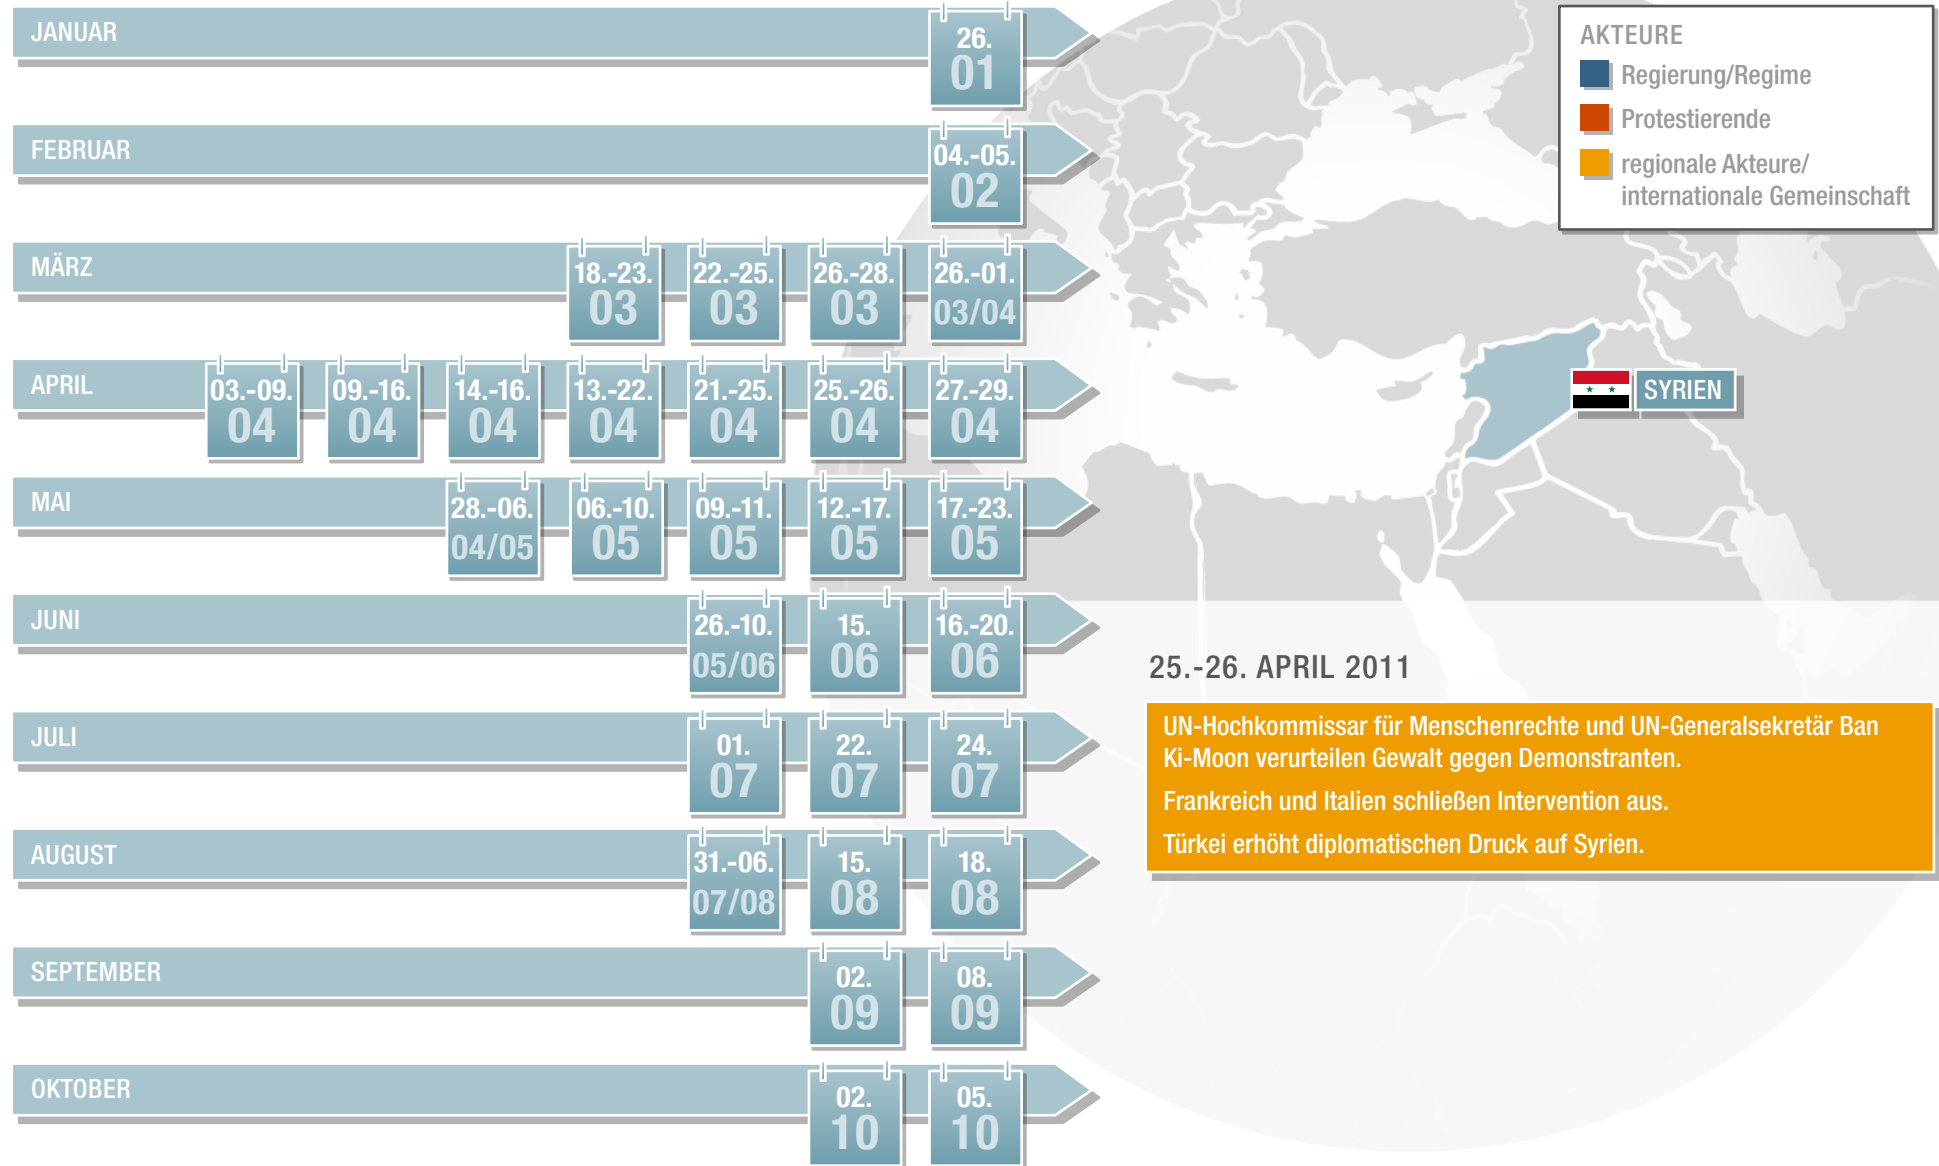 JANUAR
26.
01
FEBRUAR
04.-05.
02
MÄRZ
18.-23.
03
22.-25.
03
26.-28.
03
26.-01.
03/04
APRIL
03.-09.
04
09.-16.
04
14.-16.
04
13.-22.
04
21.-25.
04
25.-26.
04
27.-29.
04
MAI
28.-06.
04/05
06.-10.
05
09.-11.
05
12.-17.
05
17.-23.
05
JUNI
26.-10.
05/06
15.
06
16.-20.
06
JULI
01.
07
22.
07
24.
07
AUGUST
31.-06.
07/08
15.
08
18.
08
SEPTEMBER
02.
09
08.
09
OKTOBER
02.
10
05.
10
AKTEURE
Regierung/Regime
Protestierende
regionale Akteure/
internationale Gemeinschaft
SYRIEN
25.-26. APRIL 2011
UN-Hochkommissar für Menschenrechte und UN-Generalsekretär Ban
Ki-Moon verurteilen Gewalt gegen Demonstranten.
Frankreich und Italien schließen Intervention aus.
Türkei erhöht diplomatischen Druck auf Syrien.